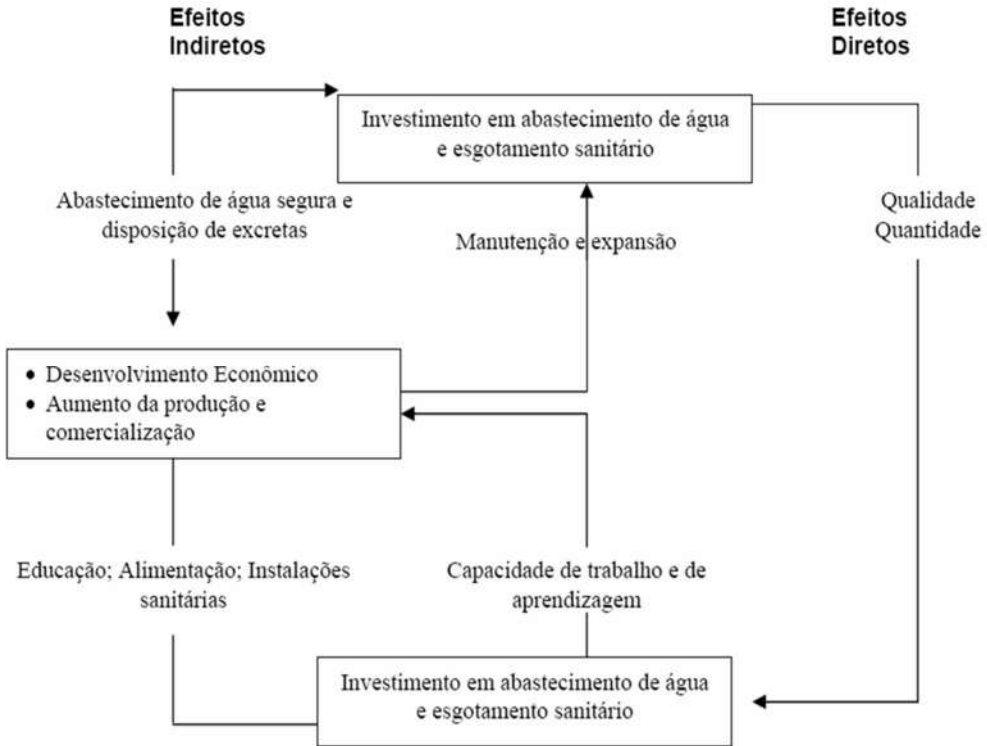 Efeitos
Indiretos
Efeitos
Diretos
Investimento em abastecimento de água
e esgotamento sanitário
Abastecimento de água segura e
disposição de excretas
Manutenção e expansão
Qualidade
Quantidade
• Desenvolvimento Econômico
• Aumento da produção e
comercialização
Educação; Alimentação; Instalações
sanitárias
Capacidade de trabalho e de
aprendizagem
Investimento em abastecimento de água
e esgotamento sanitário